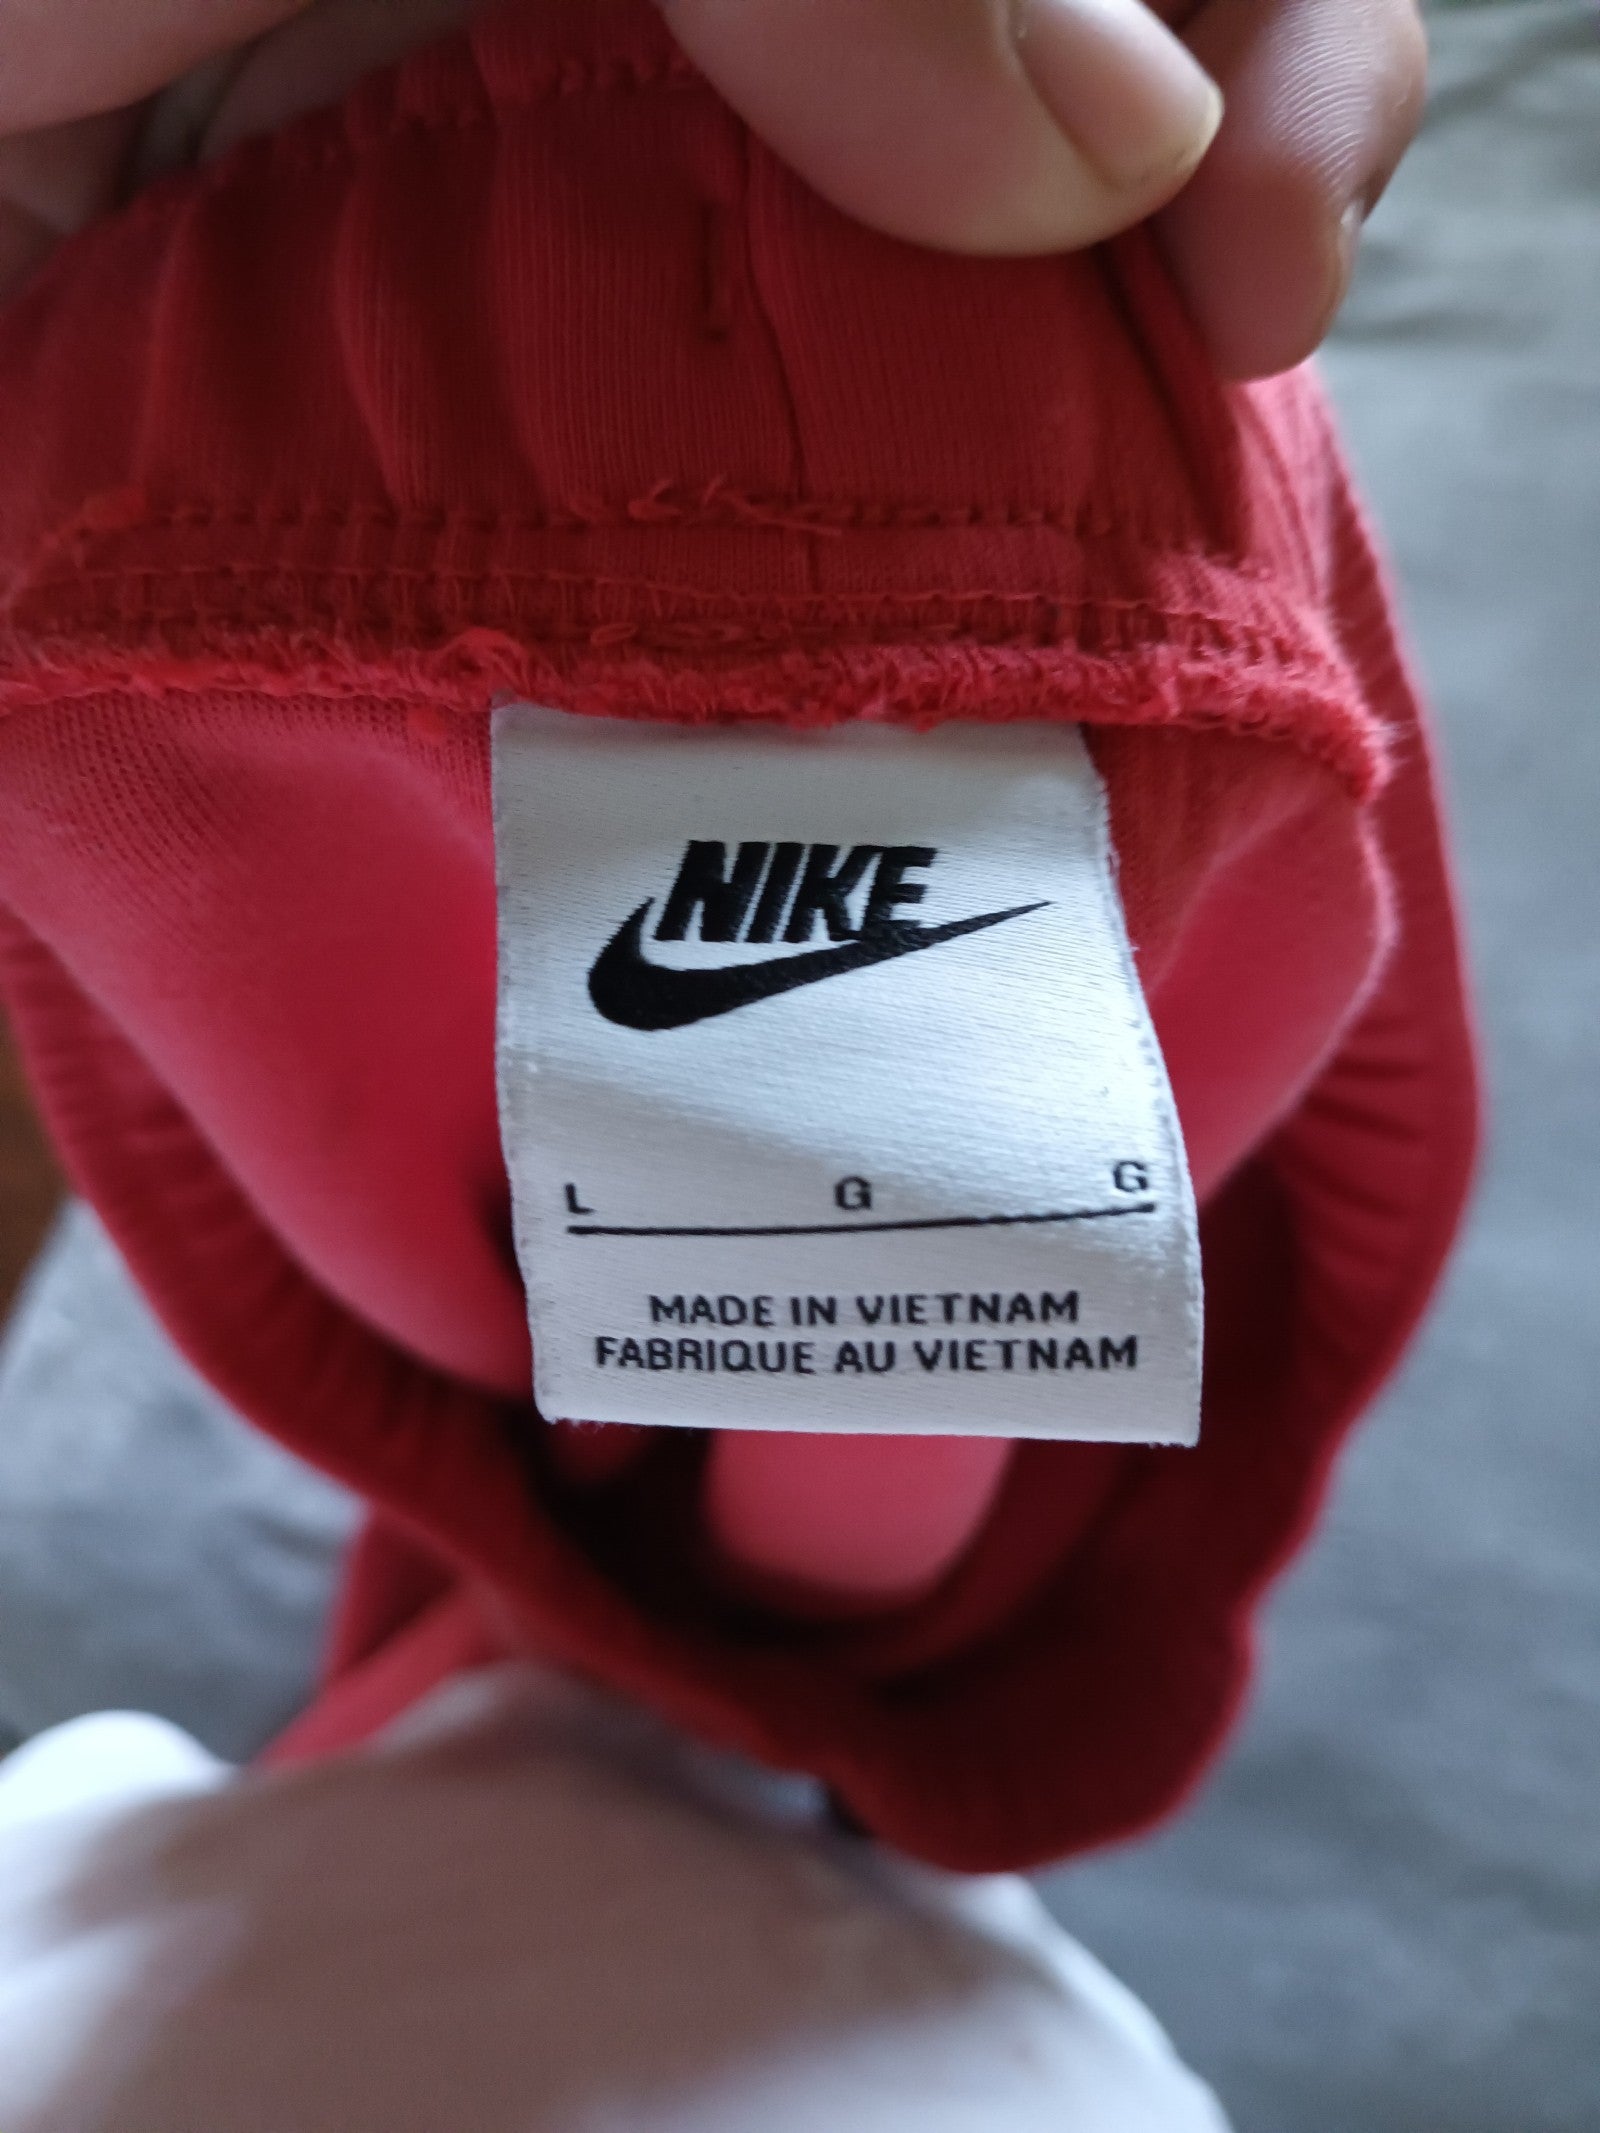 NIKE
L G G
MADE IN VIETNAM
FABRIQUE AU VIETNAM